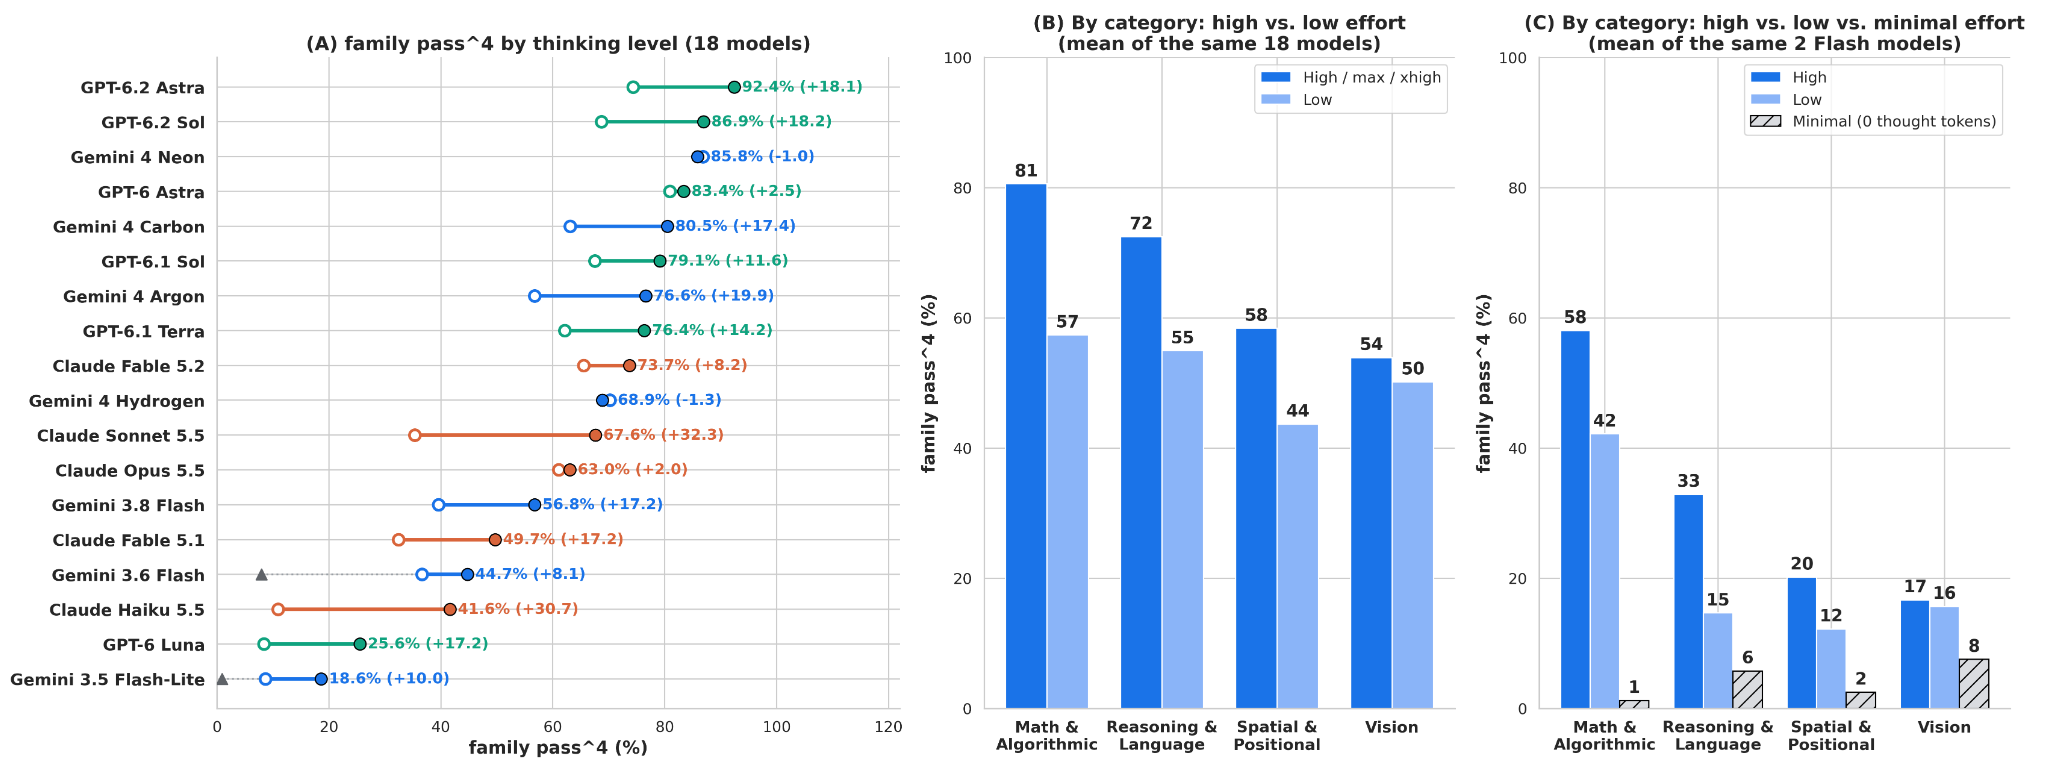 (A) family pass^4 by thinking level (18 models)
GPT-6.2 Astra
92.4% (+18.1)
GPT-6.2 Sol
86.9% (+18.2)
Gemini 4 Neon
85.8% (-1.0)
GPT-6 Astra
83.4% (+2.5)
Gemini 4 Carbon
80.5% (+17.4)
GPT-6.1 Sol
79.1% (+11.6)
Gemini 4 Argon
76.6% (+19.9)
GPT-6.1 Terra
76.4% (+14.2)
Claude Fable 5.2
73.7% (+8.2)
Gemini 4 Hydrogen
68.9% (-1.3)
Claude Sonnet 5.5
67.6% (+32.3)
Claude Opus 5.5
63.0% (+2.0)
Gemini 3.8 Flash
56.8% (+17.2)
Claude Fable 5.1
49.7% (+17.2)
Gemini 3.6 Flash
44.7% (+8.1)
Claude Haiku 5.5
41.6% (+30.7)
GPT-6 Luna
25.6% (+17.2)
Gemini 3.5 Flash-Lite
18.6% (+10.0)
0 20 40 60 80 100 120
family pass^4 (%)
(B) By category: high vs. low effort
(mean of the same 18 models)
High / max / xhigh
Low
family pass^4 (%)
100
80
60
40
20
0
81 57
72 55
58 44
54 50
Math &
Algorithmic
Reasoning &
Language
Spatial &
Positional
Vision
(C) By category: high vs. low vs. minimal effort
(mean of the same 2 Flash models)
High
Low
Minimal (0 thought tokens)
family pass^4 (%)
100
80
60
40
20
0
58 42 1
33 15 6
20 12 2
17 16 8
Math &
Algorithmic
Reasoning &
Language
Spatial &
Positional
Vision